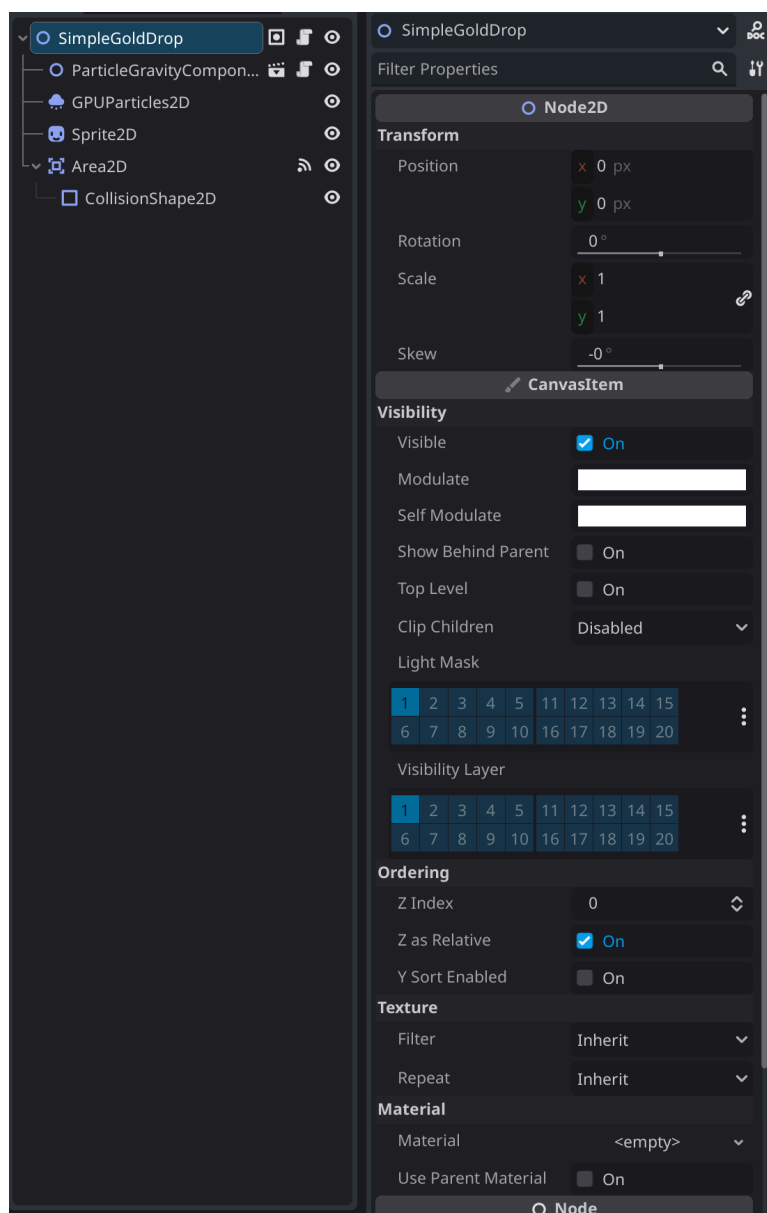 SimpleGoldDrop
ParticleGravityCompon...
GPUParticles2D
Sprite2D
Area2D
CollisionShape2D
SimpleGoldDrop
DOC
Filter Properties
Node2D
Transform
Position
x 0 px
y 0 px
Rotation
0 °
Scale
x 1
y 1
Skew
-0 °
CanvasItem
Visibility
Visible
On
Modulate
Self Modulate
Show Behind Parent
On
Top Level
On
Clip Children
Disabled
Light Mask
1 2 3 4 5 11 12 13 14 15
6 7 8 9 10 16 17 18 19 20
Visibility Layer
1 2 3 4 5 11 12 13 14 15
6 7 8 9 10 16 17 18 19 20
Ordering
Z Index
0
Z as Relative
On
Y Sort Enabled
On
Texture
Filter
Inherit
Repeat
Inherit
Material
Material
<empty>
Use Parent Material
On
Node